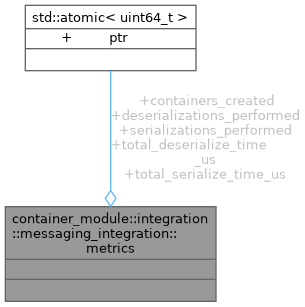 std::atomic< uint64_t >
+ ptr
+containers_created
+deserializations_performed
+serializations_performed
+total_deserialize_time
_us
+total_serialize_time_us
container_module::integration
::messaging_integration::
metrics